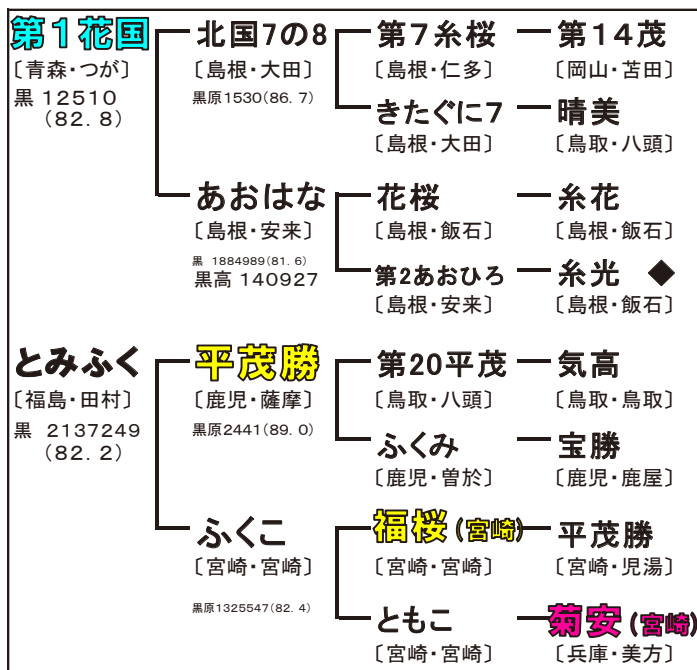 第１花国 北国7の8 第７糸桜 第１４茂
〔青森・つが〕 〔島根・大田〕 〔島根・仁多〕 〔岡山・苫田〕
黒 12510 黒原1530(86. 7)
(82. 8) きたぐに７ 晴美
〔島根・大田〕 〔鳥取・八頭〕
あおはな 花桜 糸花
〔島根・安来〕 〔島根・飯石〕 〔島根・飯石〕
黒 1884989(81. 6)
黒高 140927 第2あおひろ 糸光 ◆
〔島根・安来〕 〔島根・飯石〕
とみふく 平茂勝 第20平茂 気高
〔福島・田村〕 〔鹿児・薩摩〕 〔鳥取・八頭〕 〔鳥取・鳥取〕
黒 2137249 黒原2441(89. 0)
(82. 2) ふくみ 宝勝
〔鹿児・曽於〕 〔鹿児・鹿屋〕
ふくこ 福桜(宮崎) 平茂勝
〔宮崎・宮崎〕 〔宮崎・宮崎〕 〔宮崎・児湯〕
黒原1325547(82. 4)
ともこ 菊安(宮崎)
〔宮崎・宮崎〕 〔兵庫・美方〕